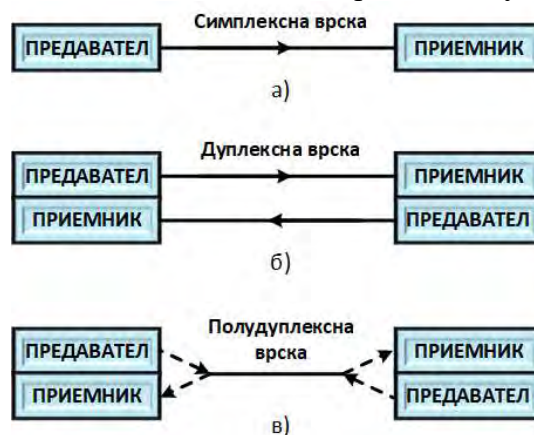 Симплексна врска
ПРЕДАВАТЕЛ ПРИЕМНИК
а)
Дуплексна врска
ПРЕДАВАТЕЛ ПРИЕМНИК
ПРИЕМНИК ПРЕДАВАТЕЛ
б)
Полудуплексна
врска
ПРЕДАВАТЕЛ ПРИЕМНИК
ПРИЕМНИК ПРЕДАВАТЕЛ
в)